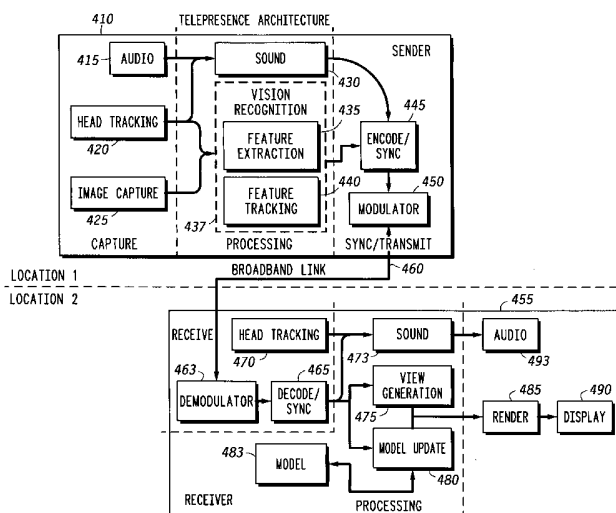 TELEPRESENCE ARCHITECTURE
410
AUDIO
415
SOUND
430
SENDER
VISION
RECOGNITION
435
445
HEAD TRACKING
420
FEATURE
EXTRACTION
ENCODE/
SYNC
IMAGE CAPTURE
425
440
FEATURE
TRACKING
437
450
MODULATOR
CAPTURE
PROCESSING
SYNC/TRANSMIT
460
LOCATION 1
BROADBAND LINK
LOCATION 2
455
RECEIVE
HEAD TRACKING
470
SOUND
473
AUDIO
493
463
DEMODULATOR
465
DECODE/
SYNC
VIEW
GENERATION
475
485
RENDER
490
DISPLAY
483
MODEL
MODEL UPDATE
480
RECEIVER
PROCESSING